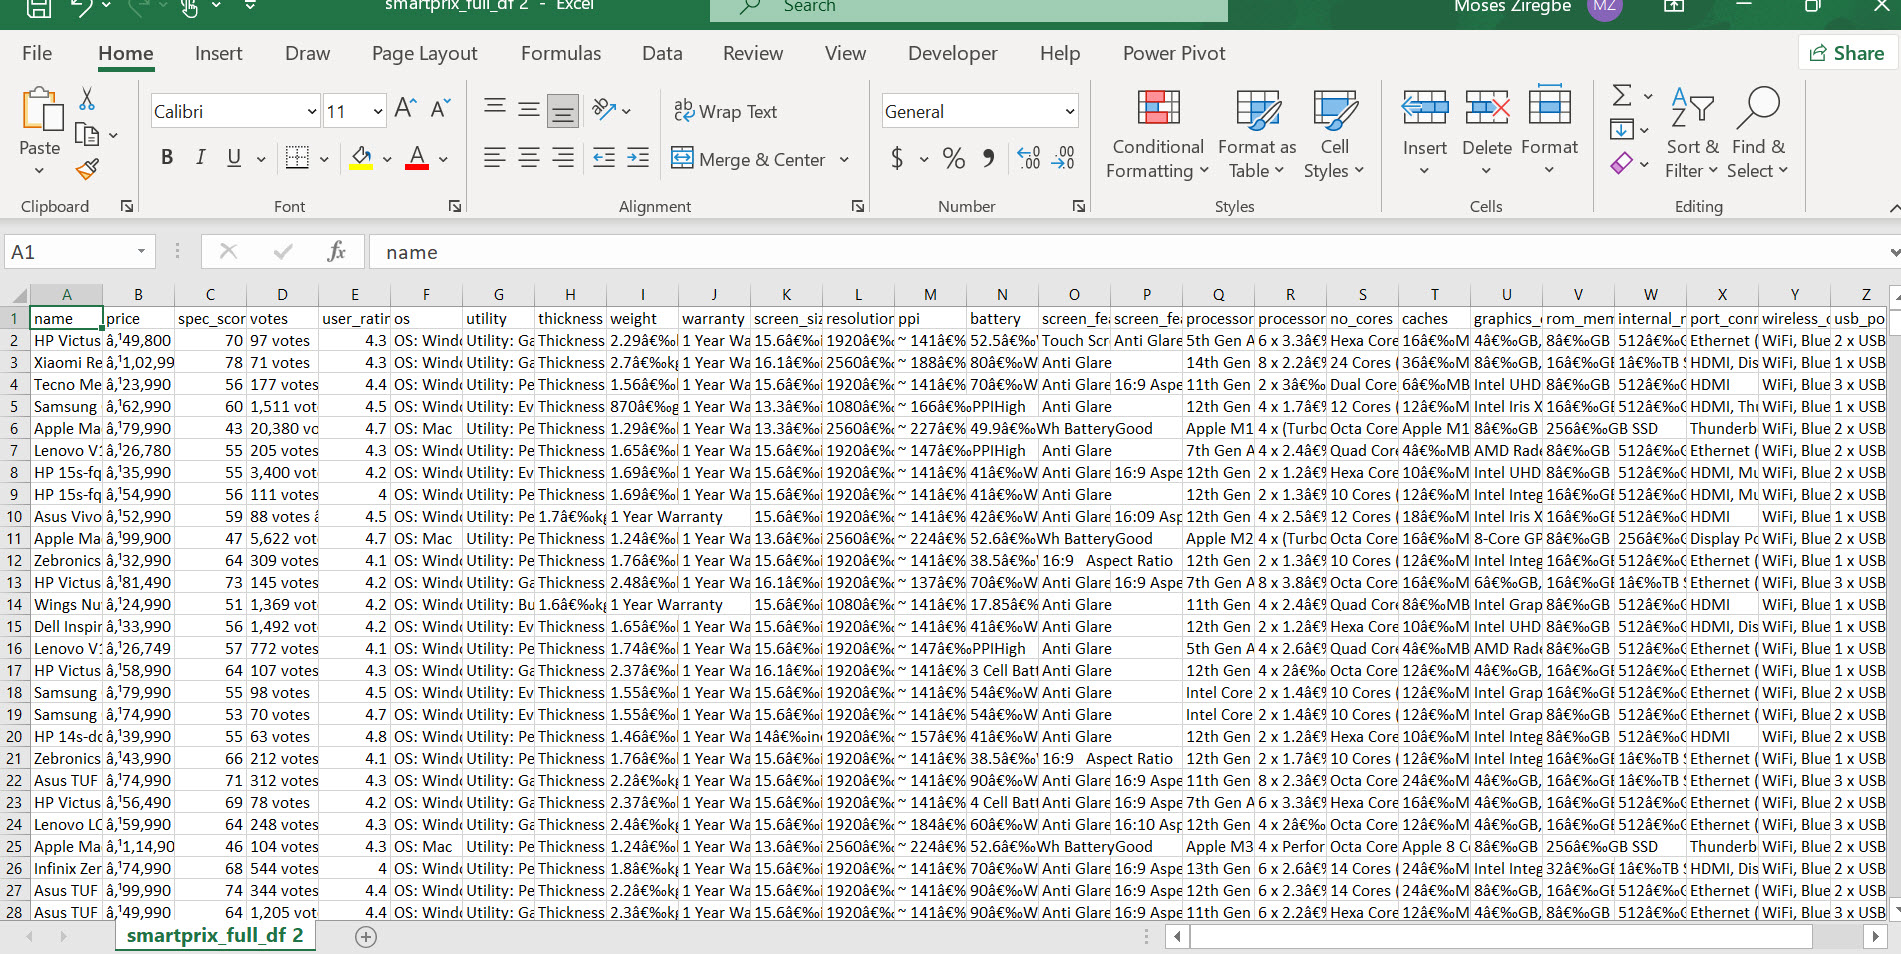 smartprix_full_df 2 - Excel Search Moses Ziregbe MZ
File Home Insert Draw Page Layout Formulas Data Review View Developer Help Power Pivot Share
Calibri 11 Wrap Text General
Paste B I U Merge & Center $ % Conditional Formatting Format as Table Cell Styles Insert Delete Format Sort & Filter Find & Select
Clipboard Font Alignment Number Styles Cells Editing
A1 fx name
A B C D E F G H I J K L M N O P Q R S T U V W X Y Z
1 name price spec_scor votes user_ratir os utility thickness weight warranty screen_siz resolution ppi battery screen_fea screen_fea processor processor no_cores caches graphics_ rom_mem internal_r port_conn wireless_c usb_po
2 HP Victus â‚¹49,800 70 97 votes 4.3 OS: Windo Utility: Ga Thickness 2.29â€‰ 1 Year Wa 15.6â€‰i 1920â€‰ ~ 141â€‰ 52.5â€‰ Touch Scr Anti Glare 5th Gen A 6 x 3.3â€‰ Hexa Core 16â€‰M 4â€‰GB, 8â€‰GB 512â€‰G Ethernet ( WiFi, Blue 2 x USB
3 Xiaomi Re â‚¹1,02,99 78 71 votes 4.3 OS: Windo Utility: Ga Thickness 2.7â€‰kg 1 Year Wa 16.1â€‰i 2560â€‰ ~ 188â€‰ 80â€‰W Anti Glare 14th Gen 8 x 2.2â€‰ 24 Cores ( 36â€‰M 8â€‰GB, 16â€‰GB 1â€‰TB S HDMI, Dis WiFi, Blue 1 x USB
4 Tecno Me â‚¹23,990 56 177 votes 4.4 OS: Windo Utility: Pe Thickness 1.56â€‰ 1 Year Wa 15.6â€‰i 1920â€‰ ~ 141â€‰ 70â€‰W Anti Glare 16:9 Aspe 11th Gen 2 x 3â€‰ Dual Core 6â€‰MB Intel UHD 8â€‰GB 512â€‰G HDMI WiFi, Blue 3 x USB
5 Samsung â‚¹62,990 60 1,511 vot 4.5 OS: Windo Utility: Ev Thickness 870â€‰g 1 Year Wa 13.3â€‰i 1080â€‰ ~ 166â€‰PPIHigh Anti Glare 12th Gen 4 x 1.7â€‰ 12 Cores ( 12â€‰M Intel Iris X 16â€‰GB 512â€‰G HDMI, Thu WiFi, Blue 1 x USB
6 Apple Ma â‚¹79,990 43 20,380 vo 4.7 OS: Mac Utility: Pe Thickness 1.29â€‰ 1 Year Wa 13.3â€‰i 2560â€‰ ~ 227â€‰ 49.9â€‰Wh BatteryGood Apple M1 4 x (Turbo Octa Core Apple M1 8â€‰GB 256â€‰GB SSD Thunderb WiFi, Blue 2 x USB
7 Lenovo V1 â‚¹26,780 55 205 votes 4.3 OS: Windo Utility: Pe Thickness 1.65â€‰ 1 Year Wa 15.6â€‰i 1920â€‰ ~ 147â€‰PPIHigh Anti Glare 7th Gen A 4 x 2.4â€‰ Quad Core 4â€‰MB AMD Rade 8â€‰GB 512â€‰G Ethernet ( WiFi, Blue 2 x USB
8 HP 15s-fq â‚¹35,990 55 3,400 vot 4.2 OS: Windo Utility: Ev Thickness 1.69â€‰ 1 Year Wa 15.6â€‰i 1920â€‰ ~ 141â€‰ 41â€‰W Anti Glare 16:9 Aspe 12th Gen 2 x 1.2â€‰ Hexa Core 10â€‰M Intel UHD 8â€‰GB 512â€‰G HDMI, Mu WiFi, Blue 2 x USB
9 HP 15s-fq â‚¹54,990 56 111 votes 4 OS: Windo Utility: Pe Thickness 1.69â€‰ 1 Year Wa 15.6â€‰i 1920â€‰ ~ 141â€‰ 41â€‰W Anti Glare 12th Gen 2 x 1.3â€‰ 10 Cores ( 12â€‰M Intel Integ 16â€‰GB 512â€‰G HDMI, Mu WiFi, Blue 2 x USB
10 Asus Vivo â‚¹52,990 59 88 votes â 4.5 OS: Windo Utility: Pe 1.7â€‰kg 1 Year Warranty 15.6â€‰i 1920â€‰ ~ 141â€‰ 42â€‰W Anti Glare 16:09 Asp 12th Gen 4 x 2.5â€‰ 12 Cores ( 18â€‰M Intel Iris X 16â€‰GB 512â€‰G HDMI WiFi, Blue 1 x USB
11 Apple Ma â‚¹99,900 47 5,622 vot 4.7 OS: Mac Utility: Pe Thickness 1.24â€‰ 1 Year Wa 13.6â€‰i 2560â€‰ ~ 224â€‰ 52.6â€‰Wh BatteryGood Apple M2 4 x (Turbo Octa Core 16â€‰M 8-Core GP 8â€‰GB 256â€‰G Display Po WiFi, Blue 2 x USB
12 Zebronics â‚¹32,990 64 309 votes 4.1 OS: Windo Utility: Pe Thickness 1.76â€‰ 1 Year Wa 15.6â€‰i 1920â€‰ ~ 141â€‰ 38.5â€‰ 16:9 Aspect Ratio 12th Gen 2 x 1.3â€‰ 10 Cores ( 12â€‰M Intel Integ 16â€‰GB 512â€‰G Ethernet ( WiFi, Blue 2 x USB
13 HP Victus â‚¹81,490 73 145 votes 4.2 OS: Windo Utility: Ga Thickness 2.48â€‰ 1 Year Wa 16.1â€‰i 1920â€‰ ~ 137â€‰ 70â€‰W Anti Glare 16:9 Aspe 7th Gen A 8 x 3.8â€‰ Octa Core 16â€‰M 6â€‰GB, 16â€‰GB 1â€‰TB S Ethernet ( WiFi, Blue 3 x USB
14 Wings Nu â‚¹24,990 51 1,369 vot 4.2 OS: Windo Utility: Bu 1.6â€‰kg 1 Year Warranty 15.6â€‰i 1080â€‰ ~ 141â€‰ 17.85â€‰ Anti Glare 11th Gen 4 x 2.4â€‰ Quad Core 8â€‰MB Intel Grap 8â€‰GB 512â€‰G HDMI WiFi, Blue 1 x USB
15 Dell Inspir â‚¹33,990 56 1,492 vot 4.2 OS: Windo Utility: Ev Thickness 1.65â€‰ 1 Year Wa 15.6â€‰i 1920â€‰ ~ 141â€‰ 41â€‰W Anti Glare 12th Gen 2 x 1.2â€‰ Hexa Core 10â€‰M Intel UHD 8â€‰GB 512â€‰G HDMI, Dis WiFi, Blue 1 x USB
16 Lenovo V1 â‚¹26,749 57 772 votes 4.1 OS: Windo Utility: Pe Thickness 1.74â€‰ 1 Year Wa 15.6â€‰i 1920â€‰ ~ 147â€‰PPIHigh Anti Glare 5th Gen A 4 x 2.6â€‰ Quad Core 4â€‰MB AMD Rade 8â€‰GB 512â€‰G Ethernet ( WiFi, Blue 1 x USB
17 HP Victus â‚¹58,990 64 107 votes 4.3 OS: Windo Utility: Ga Thickness 2.37â€‰ 1 Year Wa 16.1â€‰i 1920â€‰ ~ 141â€‰ 3 Cell Batt Anti Glare 12th Gen 4 x 2â€‰ Octa Core 12â€‰M 4â€‰GB, 16â€‰GB 512â€‰G Ethernet ( WiFi, Blue 1 x USB
18 Samsung â‚¹79,990 55 98 votes 4.5 OS: Windo Utility: Ev Thickness 1.55â€‰ 1 Year Wa 15.6â€‰i 1920â€‰ ~ 141â€‰ 54â€‰W Anti Glare Intel Core 2 x 1.4â€‰ 10 Cores ( 12â€‰M Intel Grap 16â€‰GB 512â€‰G Ethernet ( WiFi, Blue 2 x USB
19 Samsung â‚¹74,990 53 70 votes 4.7 OS: Windo Utility: Ev Thickness 1.55â€‰ 1 Year Wa 15.6â€‰i 1920â€‰ ~ 141â€‰ 54â€‰W Anti Glare Intel Core 2 x 1.4â€‰ 10 Cores ( 12â€‰M Intel Grap 8â€‰GB 512â€‰G Ethernet ( WiFi, Blue 2 x USB
20 HP 14s-dq â‚¹39,990 55 63 votes 4.8 OS: Windo Utility: Pe Thickness 1.46â€‰ 1 Year Wa 14â€‰inc 1920â€‰ ~ 157â€‰ 41â€‰W Anti Glare 12th Gen 2 x 1.2â€‰ Hexa Core 10â€‰M Intel Integ 8â€‰GB 512â€‰G HDMI WiFi, Blue 2 x USB
21 Zebronics â‚¹43,990 66 212 votes 4.1 OS: Windo Utility: Pe Thickness 1.76â€‰ 1 Year Wa 15.6â€‰i 1920â€‰ ~ 141â€‰ 38.5â€‰ 16:9 Aspect Ratio 12th Gen 2 x 1.7â€‰ 10 Cores ( 12â€‰M Intel Integ 16â€‰GB 1â€‰TB S Ethernet ( WiFi, Blue 2 x USB
22 Asus TUF â‚¹74,990 71 312 votes 4.3 OS: Windo Utility: Ga Thickness 2.2â€‰kg 1 Year Wa 15.6â€‰i 1920â€‰ ~ 141â€‰ 90â€‰W Anti Glare 16:9 Aspe 11th Gen 8 x 2.3â€‰ Octa Core 24â€‰M 4â€‰GB, 16â€‰GB 1â€‰TB S Ethernet ( WiFi, Blue 3 x USB
23 HP Victus â‚¹56,490 69 78 votes 4.2 OS: Windo Utility: Ga Thickness 2.37â€‰ 1 Year Wa 15.6â€‰i 1920â€‰ ~ 141â€‰ 4 Cell Batt Anti Glare 16:9 Aspe 7th Gen A 6 x 3.3â€‰ Hexa Core 16â€‰M 4â€‰GB, 16â€‰GB 512â€‰G Ethernet ( WiFi, Blue 2 x USB
24 Lenovo LO â‚¹59,990 64 248 votes 4.3 OS: Windo Utility: Ga Thickness 2.4â€‰kg 1 Year Wa 15.6â€‰i 1920â€‰ ~ 184â€‰ 60â€‰W Anti Glare 16:10 Asp 12th Gen 4 x 2â€‰ Octa Core 12â€‰M 4â€‰GB, 16â€‰GB 512â€‰G Ethernet ( WiFi, Blue 3 x USB
25 Apple Ma â‚¹1,14,90 46 104 votes 4.3 OS: Mac Utility: Pe Thickness 1.24â€‰ 1 Year Wa 13.6â€‰i 2560â€‰ ~ 224â€‰ 52.6â€‰Wh BatteryGood Apple M3 4 x Perfor Octa Core Apple 8 Co 8â€‰GB 256â€‰GB SSD Thunderb WiFi, Blue 2 x USB
26 Infinix Zer â‚¹74,990 68 544 votes 4 OS: Windo Utility: Pe Thickness 1.8â€‰kg 1 Year Wa 15.6â€‰i 1920â€‰ ~ 141â€‰ 70â€‰W Anti Glare 16:9 Aspe 13th Gen 6 x 2.6â€‰ 14 Cores ( 24â€‰M Intel Integ 32â€‰GB 1â€‰TB S HDMI, Dis WiFi, Blue 2 x USB
27 Asus TUF â‚¹99,990 74 344 votes 4.4 OS: Windo Utility: Ga Thickness 2.2â€‰kg 1 Year Wa 15.6â€‰i 1920â€‰ ~ 141â€‰ 90â€‰W Anti Glare 16:9 Aspe 12th Gen 6 x 2.3â€‰ 14 Cores ( 24â€‰M 8â€‰GB, 16â€‰GB 512â€‰G Ethernet ( WiFi, Blue 2 x USB
28 Asus TUF â‚¹49,990 64 1,205 vot 4.4 OS: Windo Utility: Ga Thickness 2.3â€‰kg 1 Year Wa 15.6â€‰i 1920â€‰ ~ 141â€‰ 90â€‰W Anti Glare 16:9 Aspe 11th Gen 6 x 2.2â€‰ Hexa Core 12â€‰M 4â€‰GB, 8â€‰GB 512â€‰G Ethernet ( WiFi, Blue 3 x USB
smartprix_full_df 2